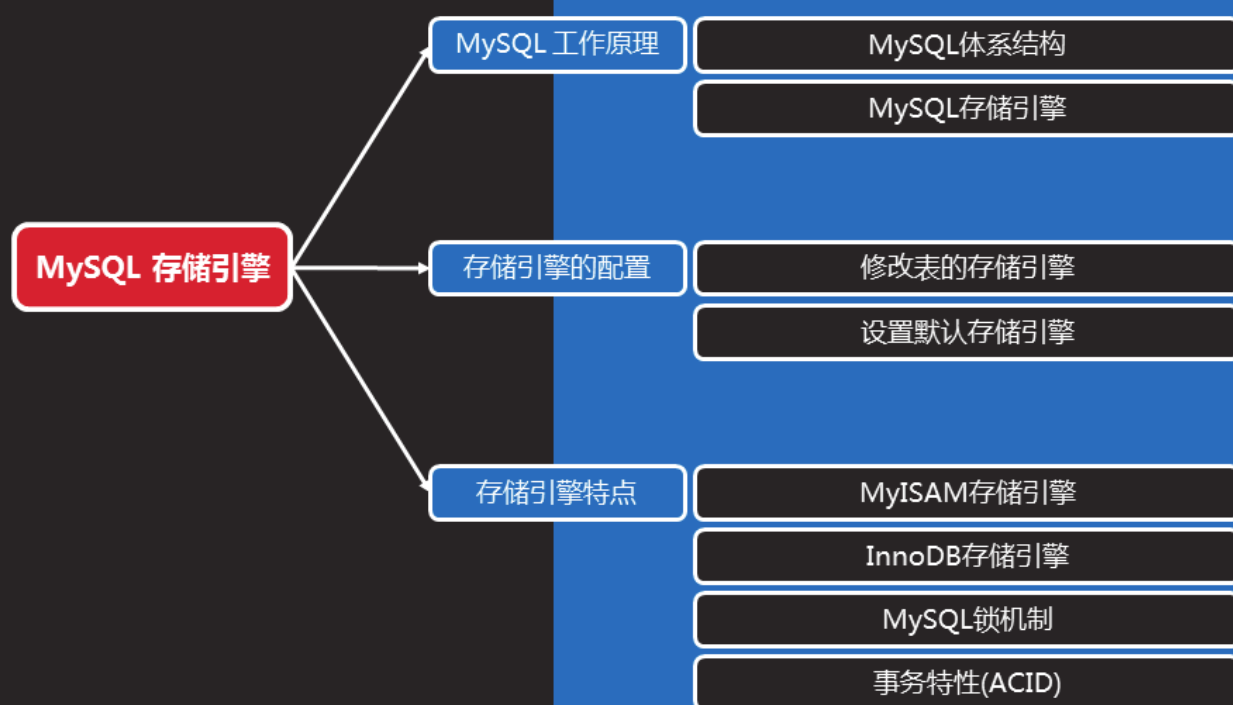 MySQL 工作原理
MySQL体系结构
MySQL存储引擎
MySQL 存储引擎
存储引擎的配置
修改表的存储引擎
设置默认存储引擎
存储引擎特点
MyISAM存储引擎
InnoDB存储引擎
MySQL锁机制
事务特性(ACID)